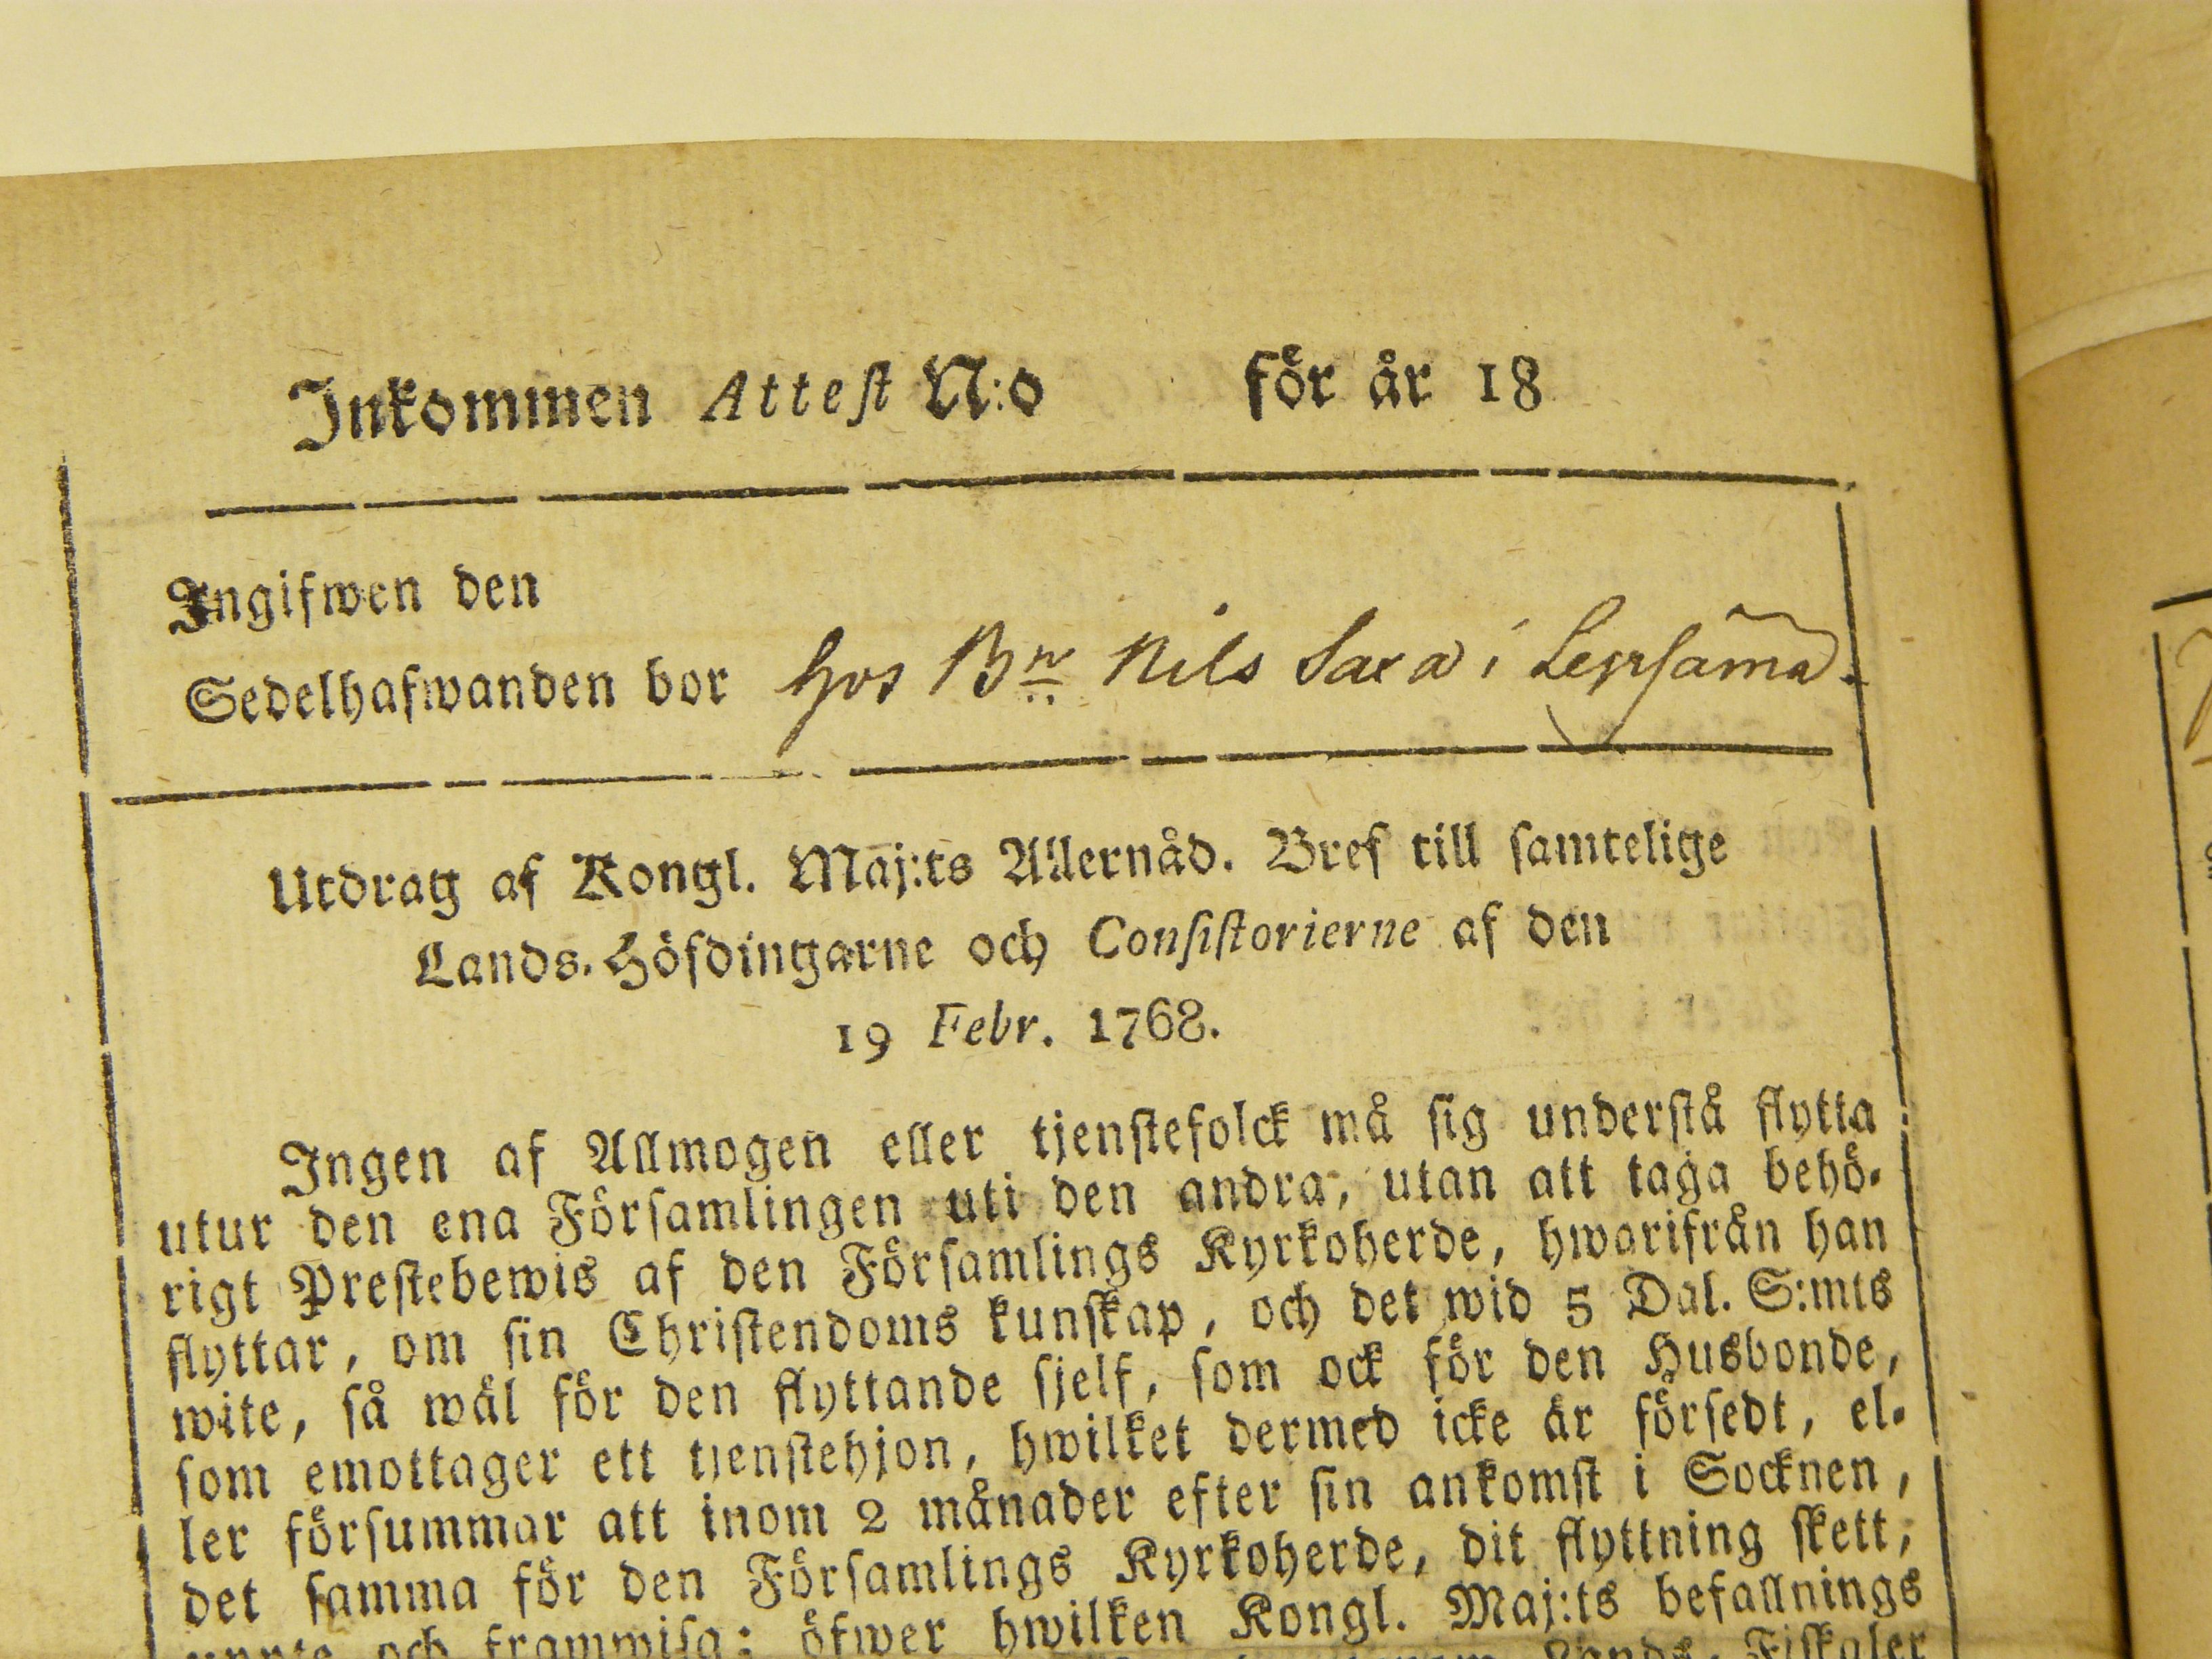 Inkommen Attest N:o för år 18
Ingifwen den
Sedelhafwanden bor hos Bn Nils Saxa i
Utdrag af Kongl. Maj:ts Allernåd. Bref till samtelige
Lands-Höfdingarne och Consistorierne af den
19 Febr. 1768.
Ingen af Allmogen eller tjenstefolck må sig understå flytta
utur den ena Församlingen uti den andra, utan att taga behö-
rigt Prestebewis af den Församlings Kyrkoherde, hwarifrån han
flyttar, om sin Christendoms kunskap, och det wid 5 Dal. S:mts
wite, så wäl för den flyttande sjelf, som ock för den Husbonde,
som emottager ett tjenstehjon, hwilket dermed icke är försedt, el-
ler försummar att inom 2 månader efter sin ankomst i Socknen,
det samma för den Församlings Kyrkoherde, dit flyttning skett,
och framwisa: öfwer hwilken Kongl. Maj:ts befallnings
Lands-Fiskaler